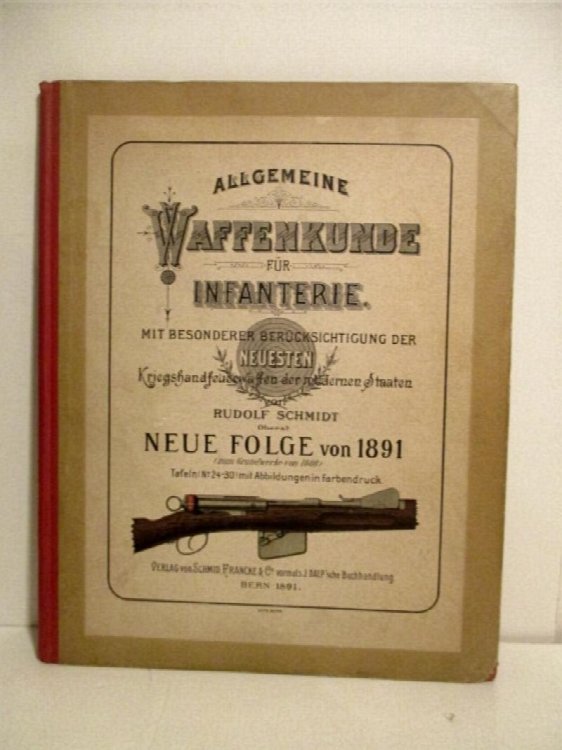 ALLGEMEINE
WAFFENKUNDE
FÜR
INFANTERIE.
MIT BESONDERER BERÜCKSICHTIGUNG DER
NEUESTEN
Kriegshandfeuerwaffen der modernen Staaten
von
RUDOLF SCHMIDT
Oberst
NEUE FOLGE von 1891
Tafeln (No 24-30) mit Abbildungen in Farbendruck
VERLAG von SCHMID, FRANCKE & Co vormals J. DALP'sche Buchhandlung
BERN 1891.